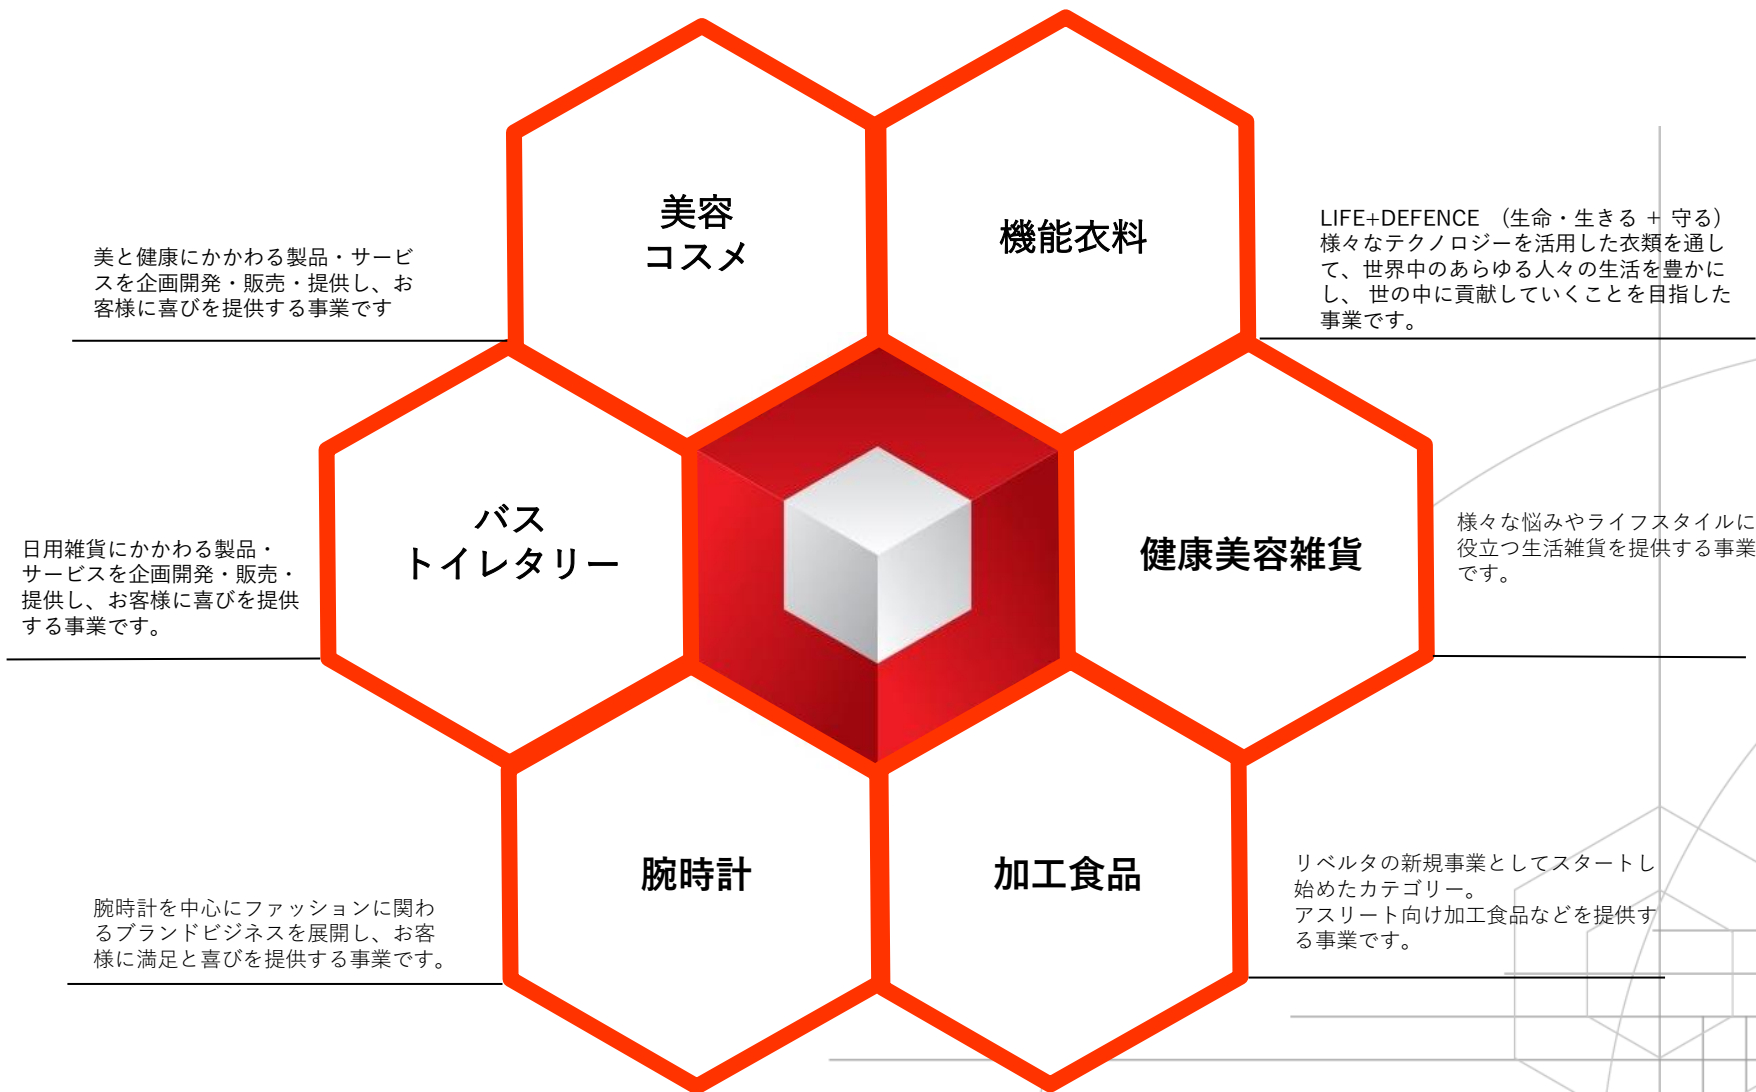 美容
コスメ
機能衣料
美と健康にかかわる製品・サービ
スを企画開発・販売・提供し、お
客様に喜びを提供する事業です
LIFE+DEFENCE （生命・生きる + 守る）
様々なテクノロジーを活用した衣類を通し
て、世界中のあらゆる人々の生活を豊かに
し、 世の中に貢献していくことを目指した
事業です。
バス
トイレタリー
健康美容雑貨
日用雑貨にかかわる製品・
サービスを企画開発・販売・
提供し、お客様に喜びを提供
する事業です。
様々な悩みやライフスタイルに
役立つ生活雑貨を提供する事業
です。
腕時計
加工食品
腕時計を中心にファッションに関わ
るブランドビジネスを展開し、お客
様に満足と喜びを提供する事業です。
リベルタの新規事業としてスタートし
始めたカテゴリー。
アスリート向け加工食品などを提供す
る事業です。